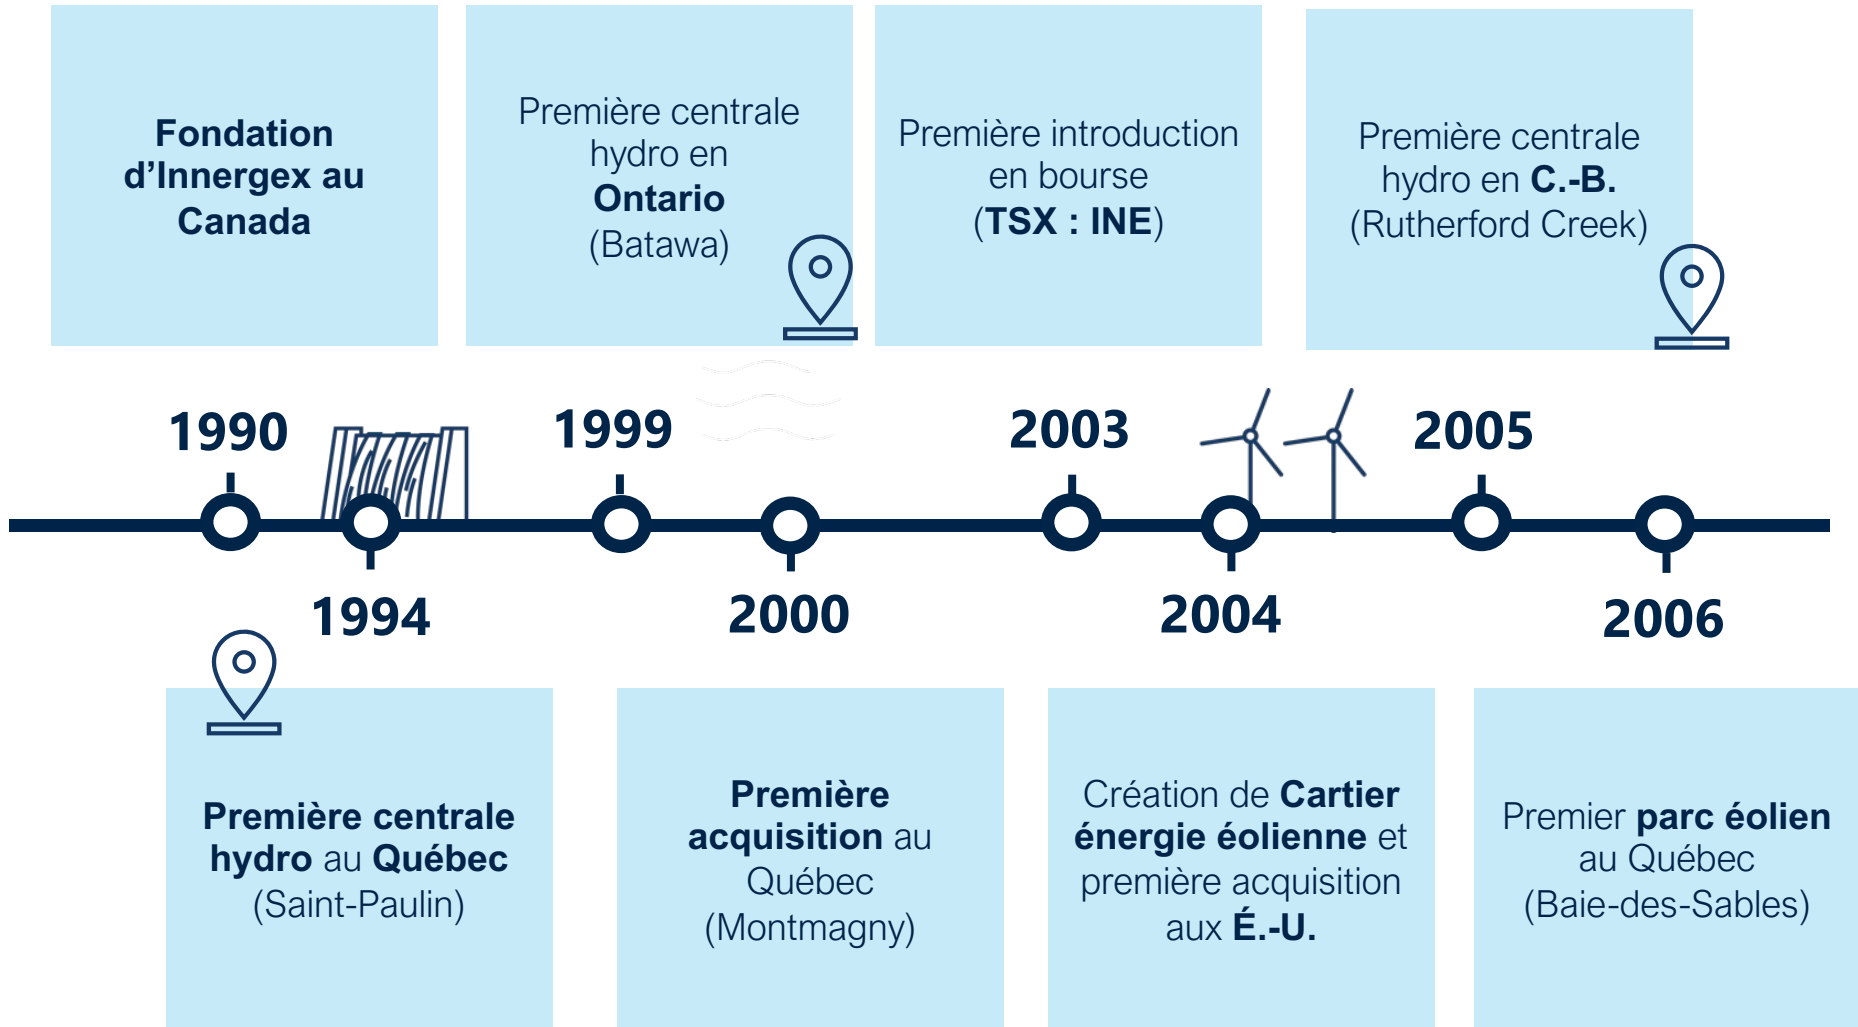 Fondation
d’Innergex au
Canada
Première centrale
hydro en
Ontario
(Batawa)
Première introduction
en bourse
(TSX : INE)
Première centrale
hydro en C.-B.
(Rutherford Creek)
1990
1999
2003
2005
1994
2000
2004
2006
Première centrale
hydro au Québec
(Saint-Paulin)
Première
acquisition au
Québec
(Montmagny)
Création de Cartier
énergie éolienne et
première acquisition
aux É.-U.
Premier parc éolien
au Québec
(Baie-des-Sables)